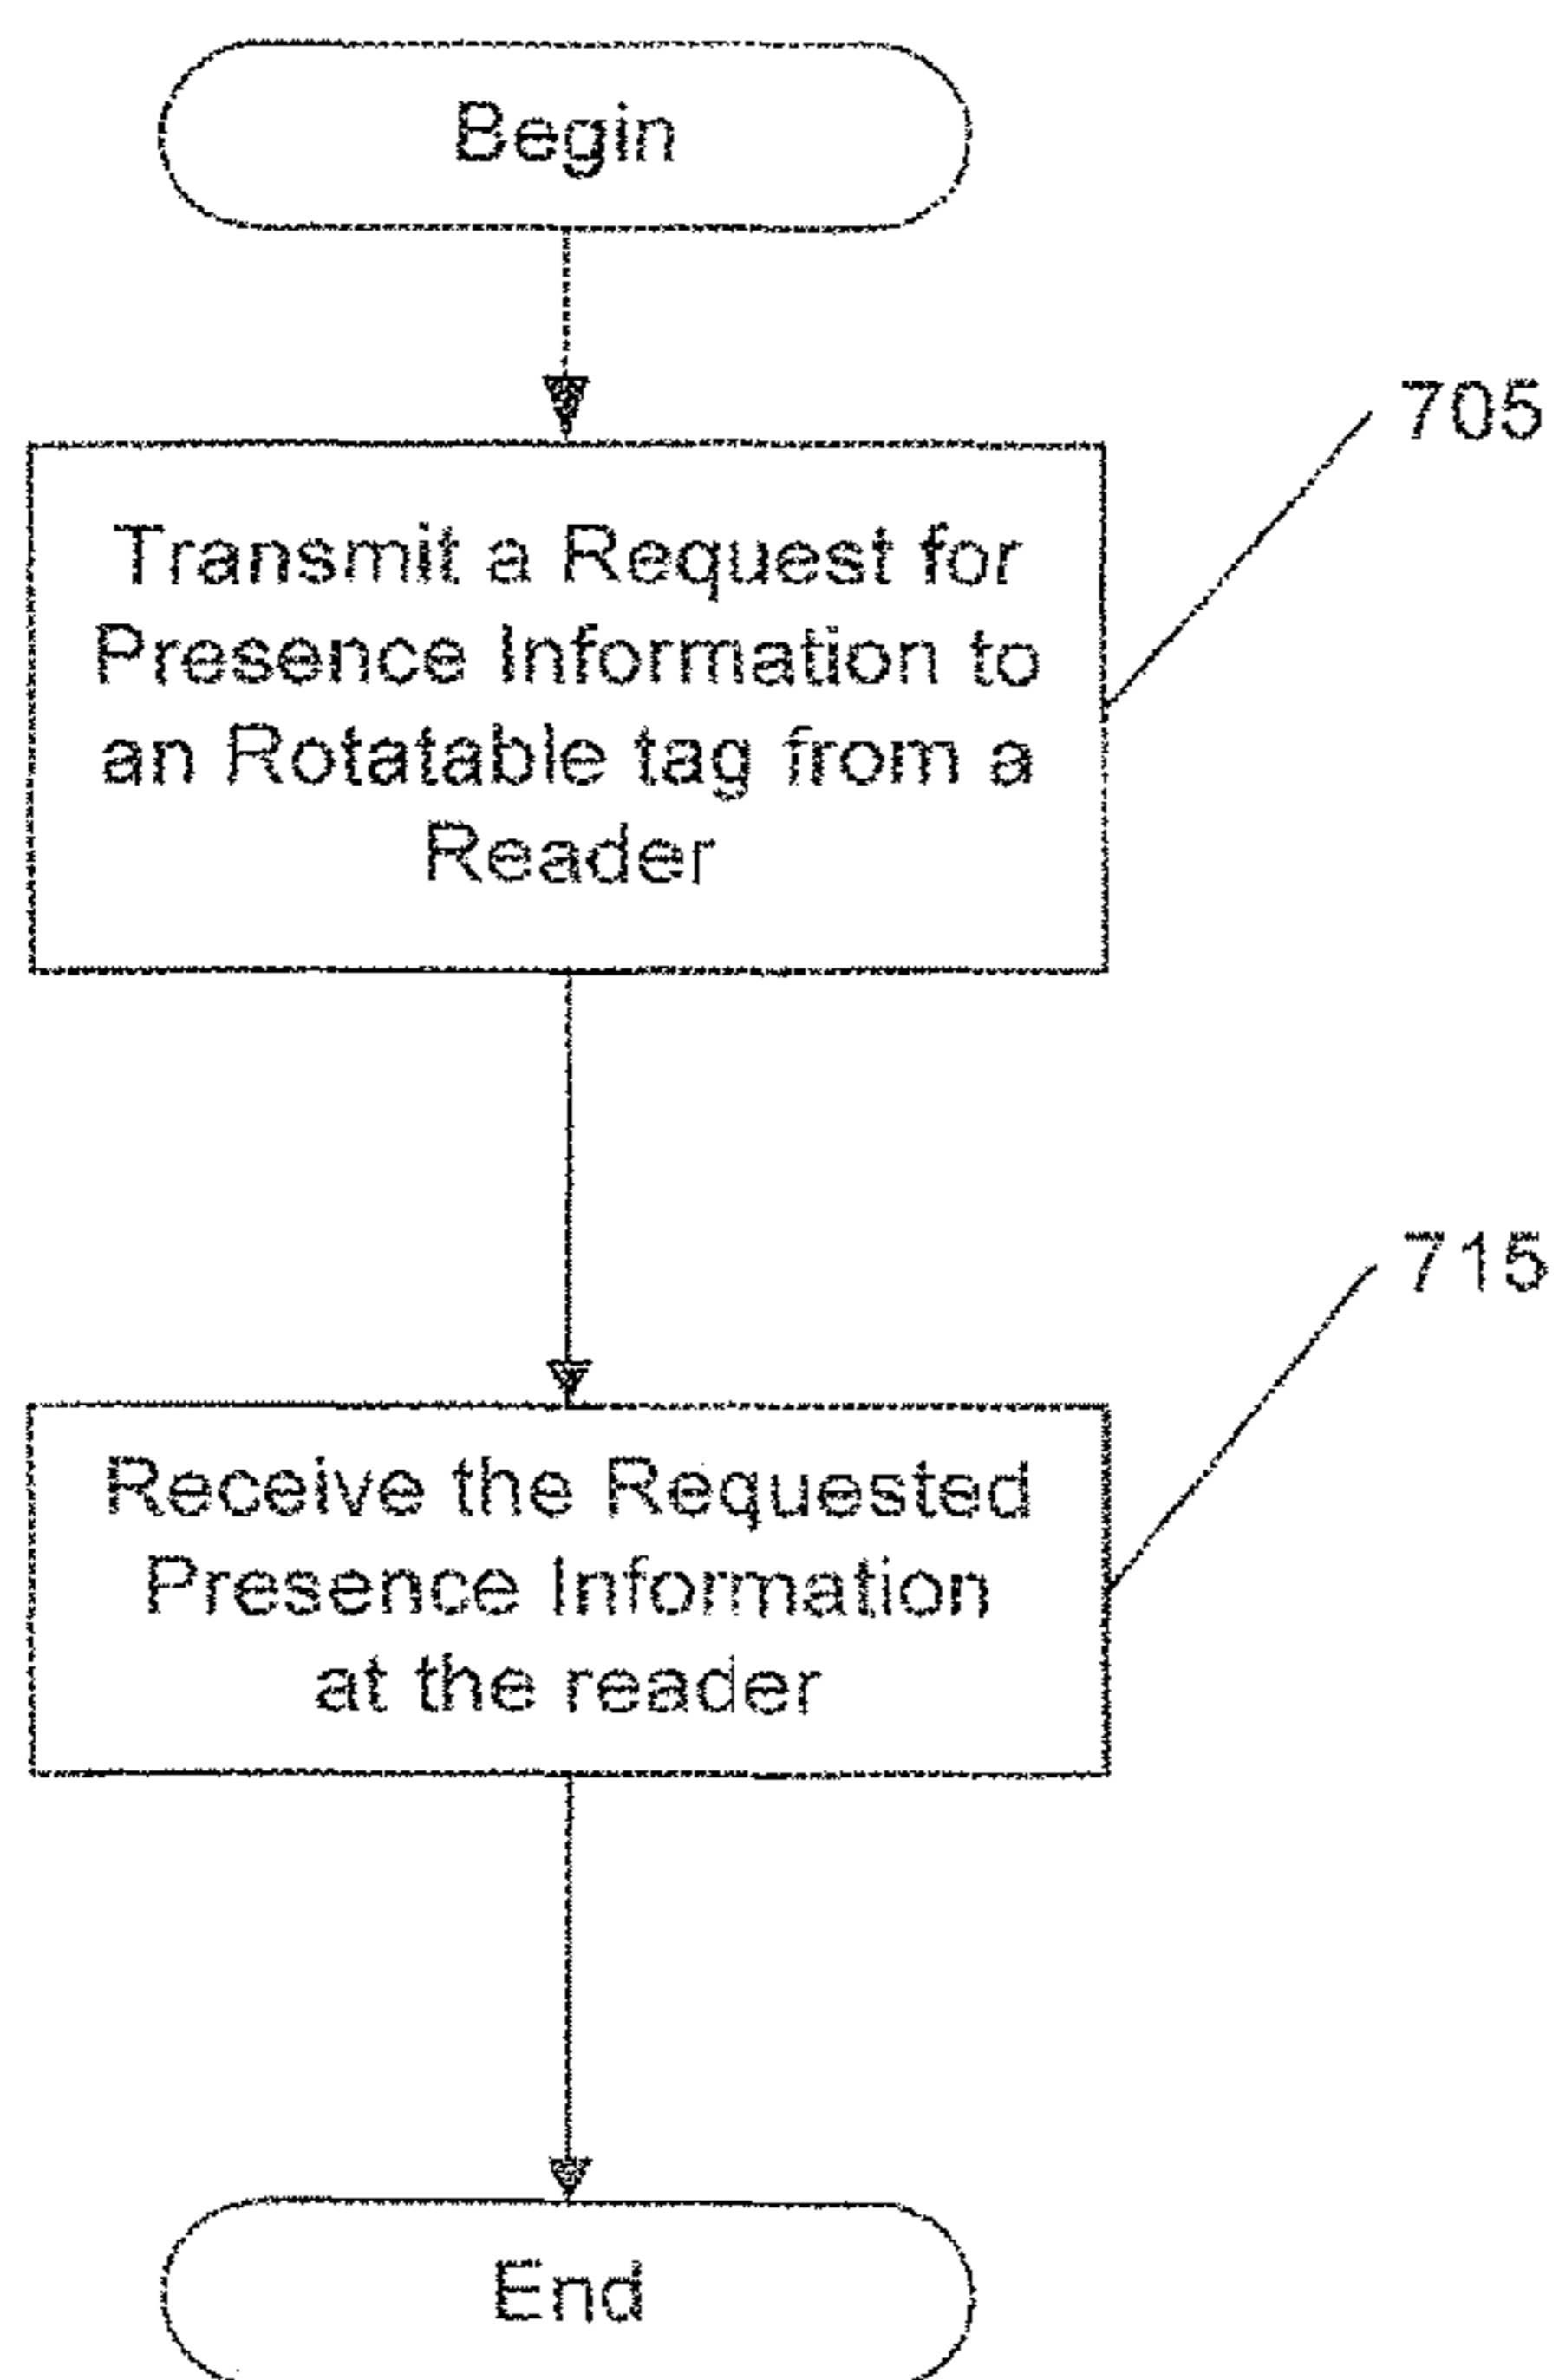 Begin
705
Transmit a Request for
Presence Information to
an Rotatable tag from a
Reader
715
Receive the Requested
Presence Information
at the reader
End